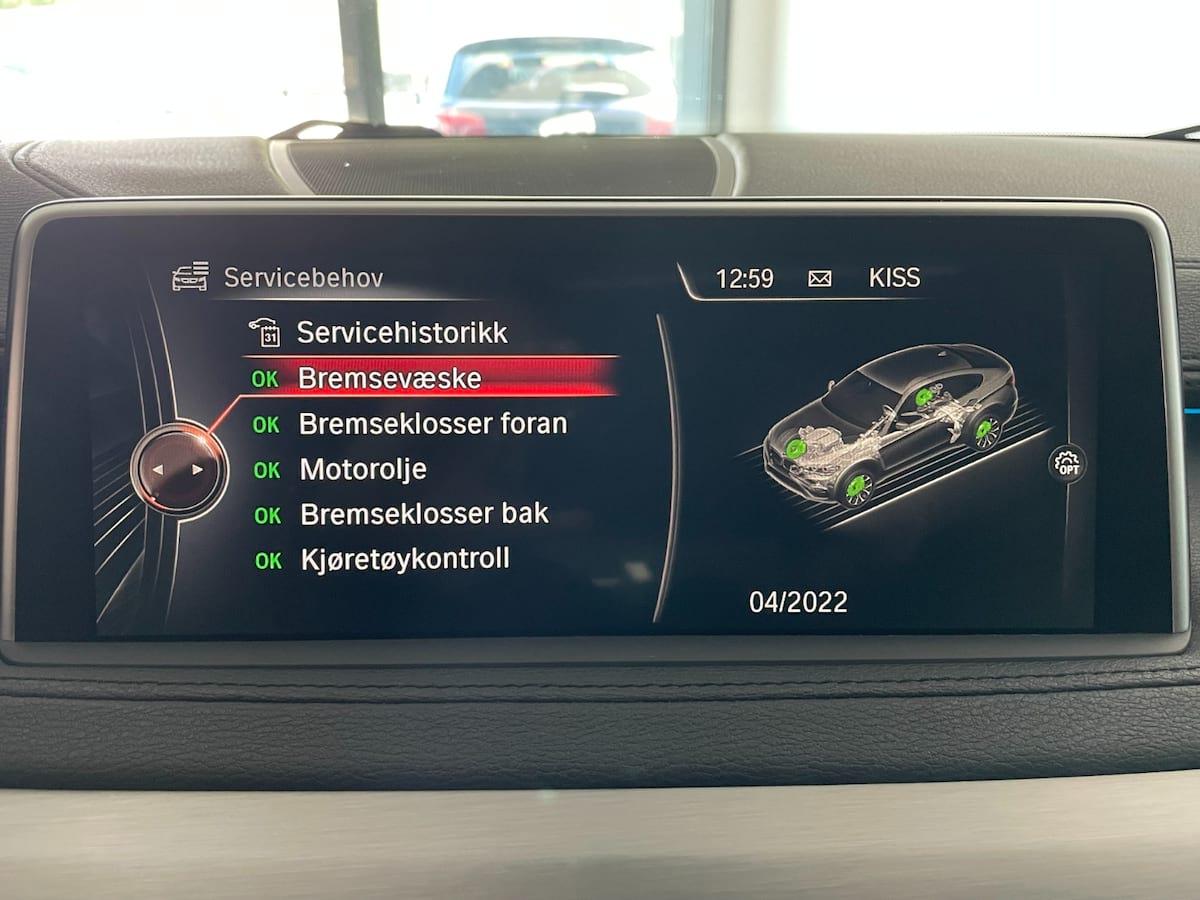 Servicebehov
12:59 KISS
31 Servicehistorikk
OK Bremsevæske
OK Bremseklosser foran
OK Motorolje
OK Bremseklosser bak
OK Kjøretøykontroll
OPT
04/2022